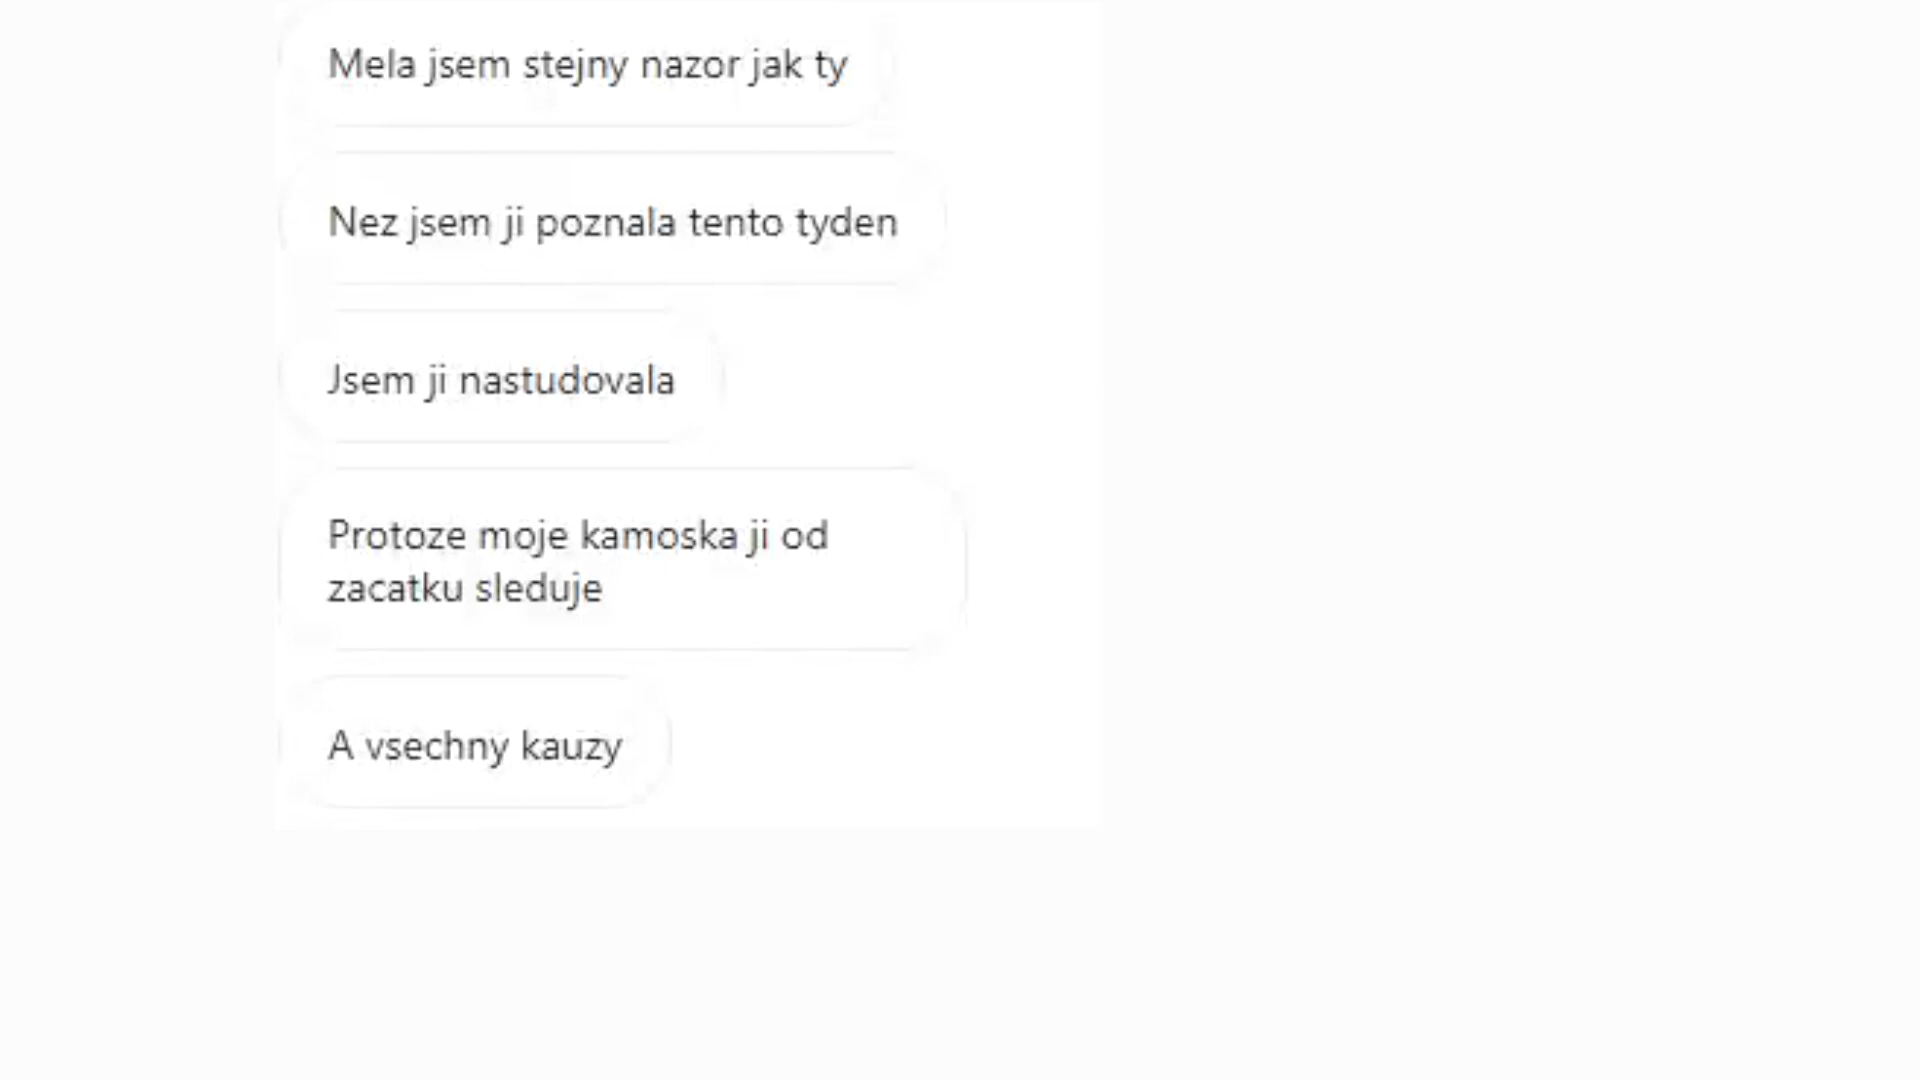 Mela jsem stejny nazor jak ty
Nez jsem ji poznala tento tyden
Jsem ji nastudovala
Protoze moje kamoska ji od
zacatku sleduje
A vsechny kauzy